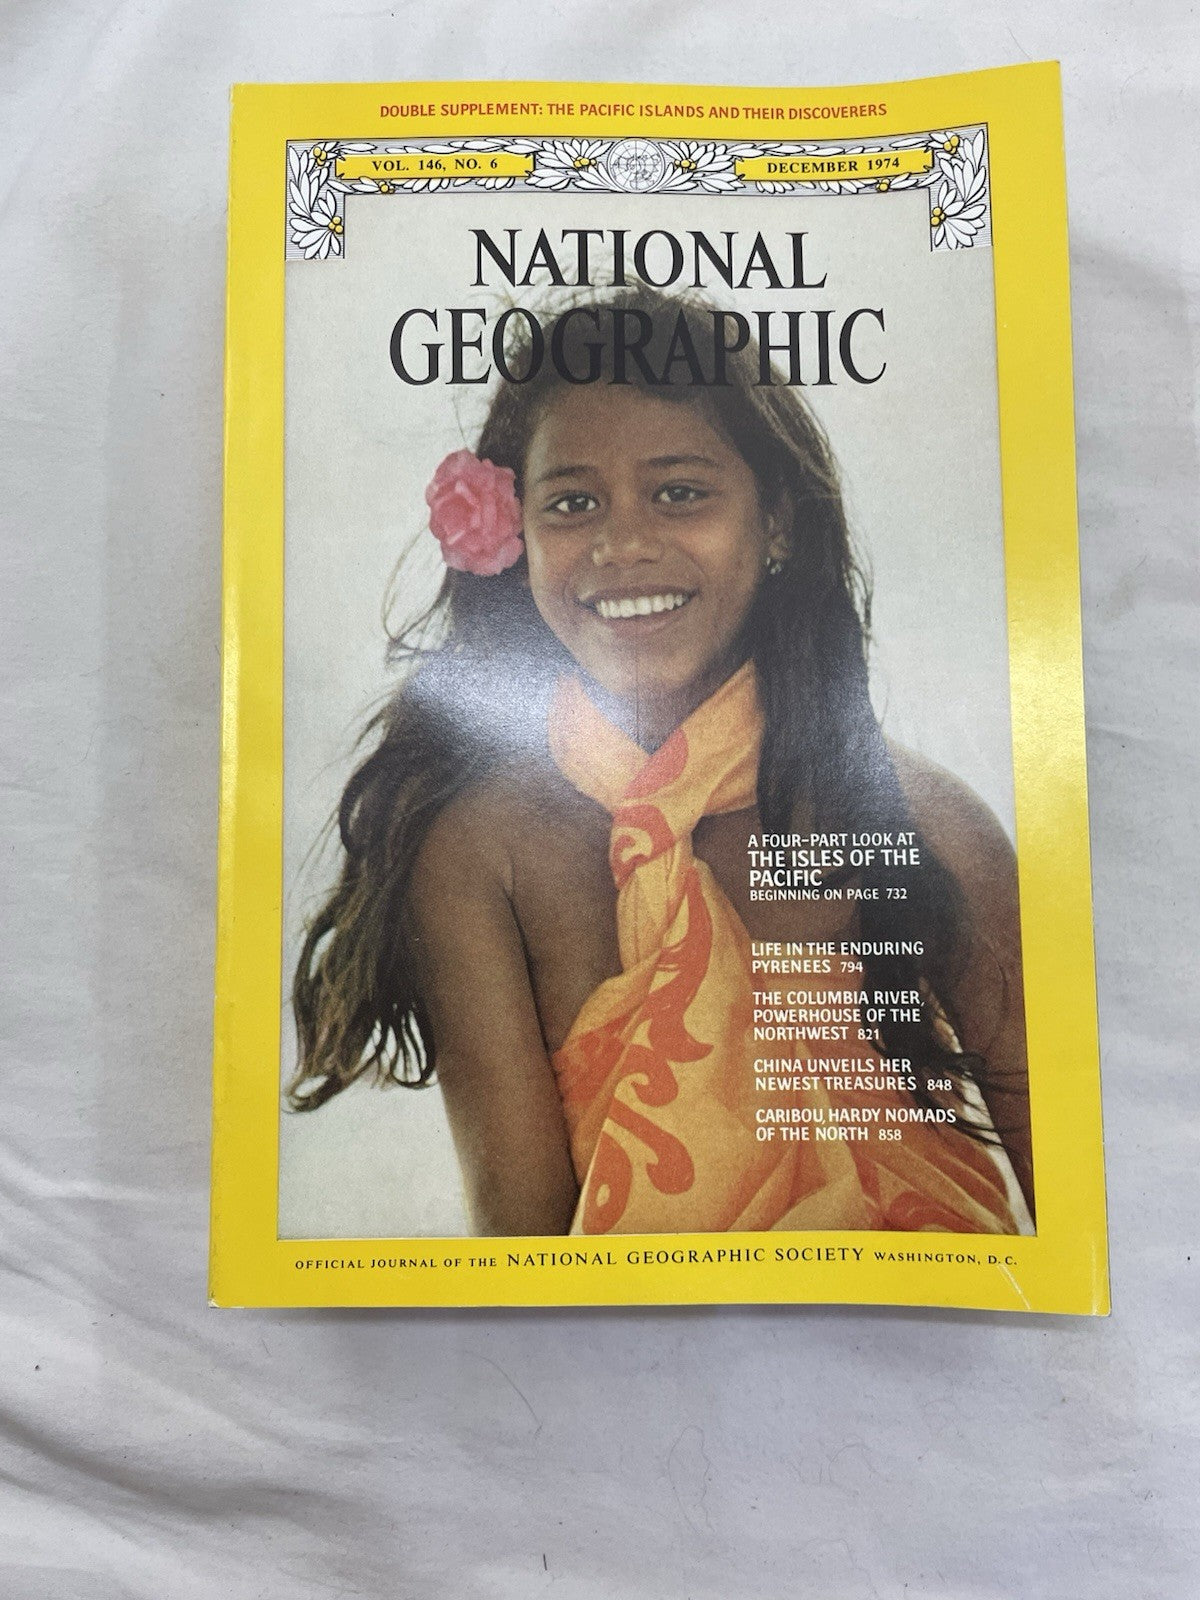 DOUBLE SUPPLEMENT: THE PACIFIC ISLANDS AND THEIR DISCOVERERS
VOL. 146, NO. 6
DECEMBER 1974
NATIONAL
GEOGRAPHIC
A FOUR-PART LOOK AT
THE ISLES OF THE
PACIFIC
BEGINNING ON PAGE 732
LIFE IN THE ENDURING
PYRENEES 794
THE COLUMBIA RIVER,
POWERHOUSE OF THE
NORTHWEST 821
CHINA UNVEILS HER
NEWEST TREASURES 848
CARIBOU, HARDY NOMADS
OF THE NORTH 858
OFFICIAL JOURNAL OF THE NATIONAL GEOGRAPHIC SOCIETY WASHINGTON, D.C.